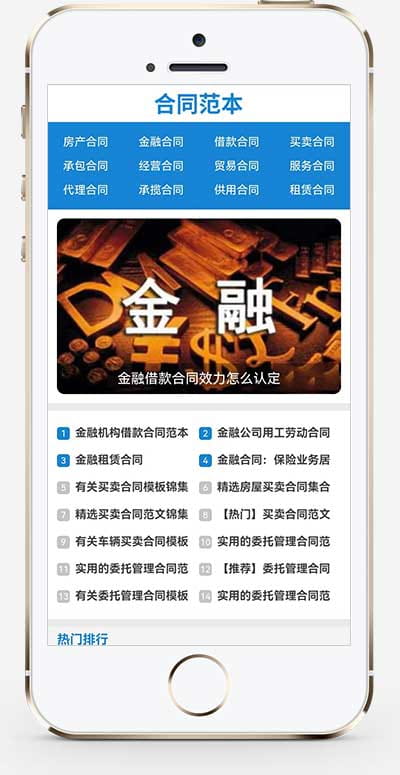 合同范本
房产合同 金融合同 借款合同 买卖合同
承包合同 经营合同 贸易合同 服务合同
代理合同 承揽合同 供用合同 租赁合同
金 融
金融借款合同效力怎么认定
1 金融机构借款合同范本 2 金融公司用工劳动合同
3 金融租赁合同 4 金融合同：保险业务居
5 有关买卖合同模板锦集 6 精选房屋买卖合同集合
7 精选买卖合同范文锦集 8 【热门】买卖合同范文
9 有关车辆买卖合同模板 10 实用的委托管理合同范
11 实用的委托管理合同范 12 【推荐】委托管理合同
13 有关委托管理合同模板 14 实用的委托管理合同范
热门排行